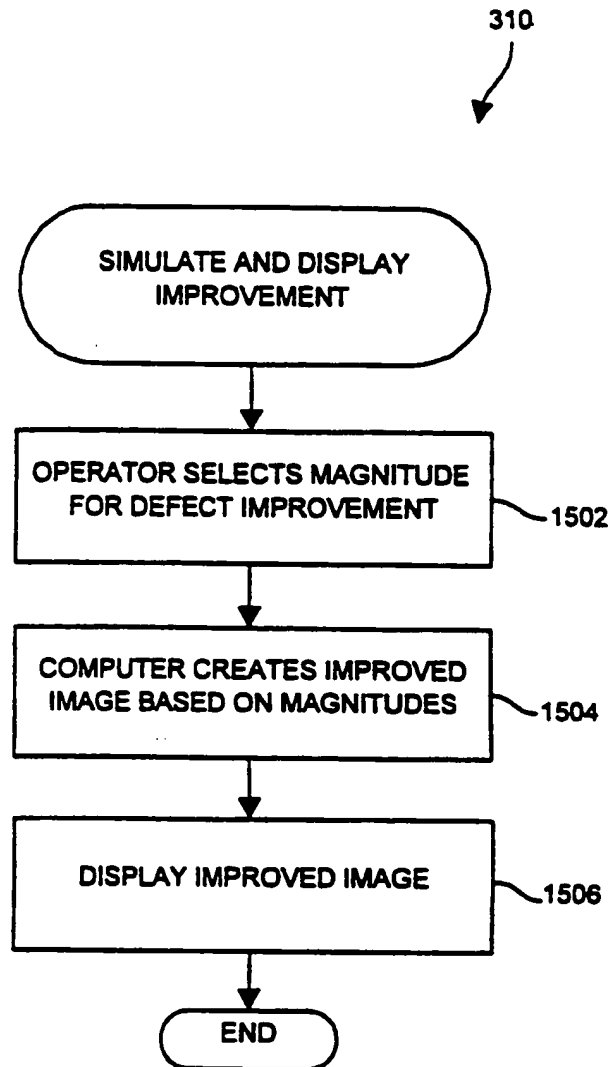 310
SIMULATE AND DISPLAY
IMPROVEMENT
OPERATOR SELECTS MAGNITUDE
FOR DEFECT IMPROVEMENT
1502
COMPUTER CREATES IMPROVED
IMAGE BASED ON MAGNITUDES
1504
DISPLAY IMPROVED IMAGE
1506
END